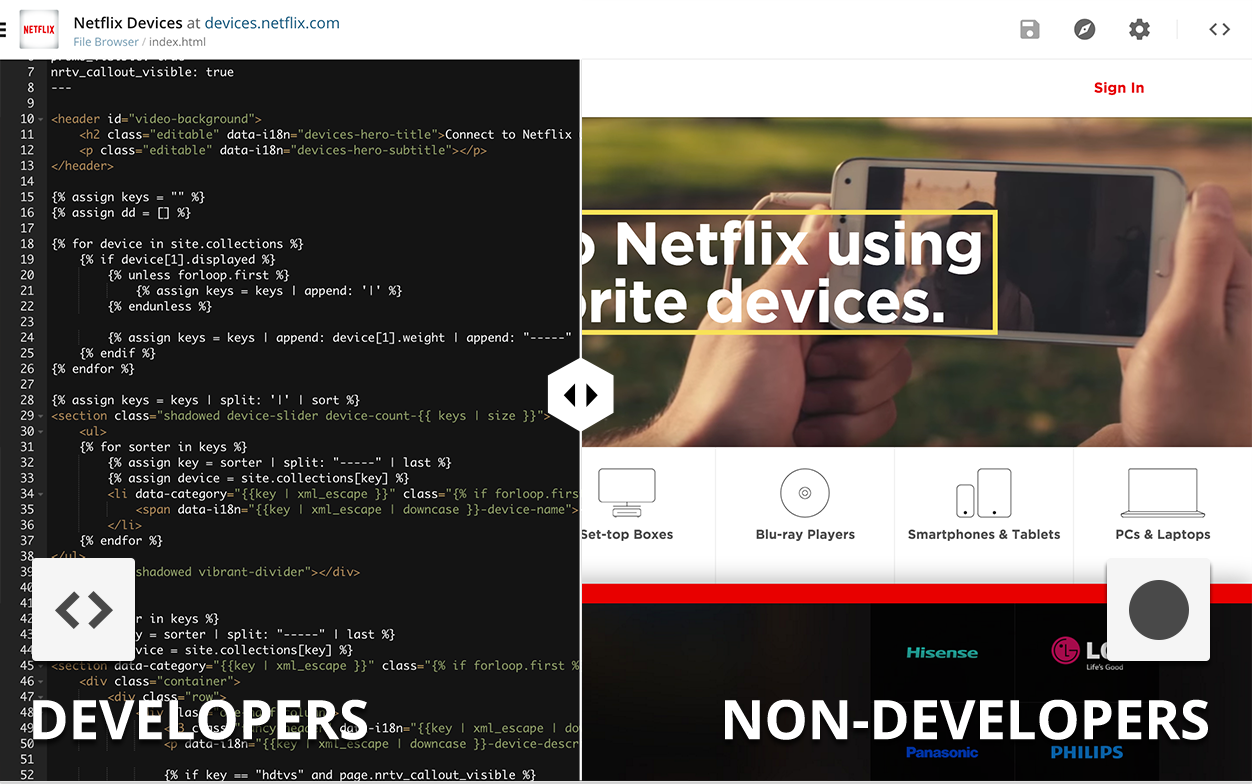 NETFLIX
Netflix Devices at devices.netflix.com
File Browser / index.html
7 nrtv_callout_visible: true
8 ---
9
10 <header id="video-background">
11 <h2 class="editable" data-i18n="devices-hero-title">Connect to Netflix
12 <p class="editable" data-i18n="devices-hero-subtitle"></p>
13 </header>
14
15 {% assign keys = "" %}
16 {% assign dd = [] %}
17
18 {% for device in site.collections %}
19 {% if device[1].displayed %}
20 {% unless forloop.first %}
21 {% assign keys = keys | append: '|' %}
22 {% endunless %}
23
24 {% assign keys = keys | append: device[1].weight | append: "-----"
25 {% endif %}
26 {% endfor %}
27
28 {% assign keys = keys | split: '|' | sort %}
29 <section class="shadowed device-slider device-count-{{ keys | size }}">
30 <ul>
31 {% for sorter in keys %}
32 {% assign key = sorter | split: "-----" | last %}
33 {% assign device = site.collections[key] %}
34 <li data-category="{{key | xml_escape }}" class="{% if forloop.firs
35 <span data-i18n="{{key | xml_escape | downcase }}-device-name">
36 </li>
37 {% endfor %}
38 </ul>
39 shadowed vibrant-divider"></div>
40
41
42 r in keys %}
43 y = sorter | split: "-----" | last %}
44 vice = site.collections[key] %}
45 <section data-category="{{key | xml_escape }}" class="{% if forloop.first %
46 <div class="container">
47 <div class="row">
48
49 data-i18n="{{key | xml_escape | do
50 <p data-i18n="{{key | xml_escape | downcase }}-device-descr
51
52 {% if key == "hdtvs" and page.nrtv_callout_visible %}
DEVELOPERS
Sign In
o Netflix using
rite devices.
Set-top Boxes
Blu-ray Players
Smartphones & Tablets
PCs & Laptops
Hisense
LG
Life's Good
Panasonic
PHILIPS
NON-DEVELOPERS